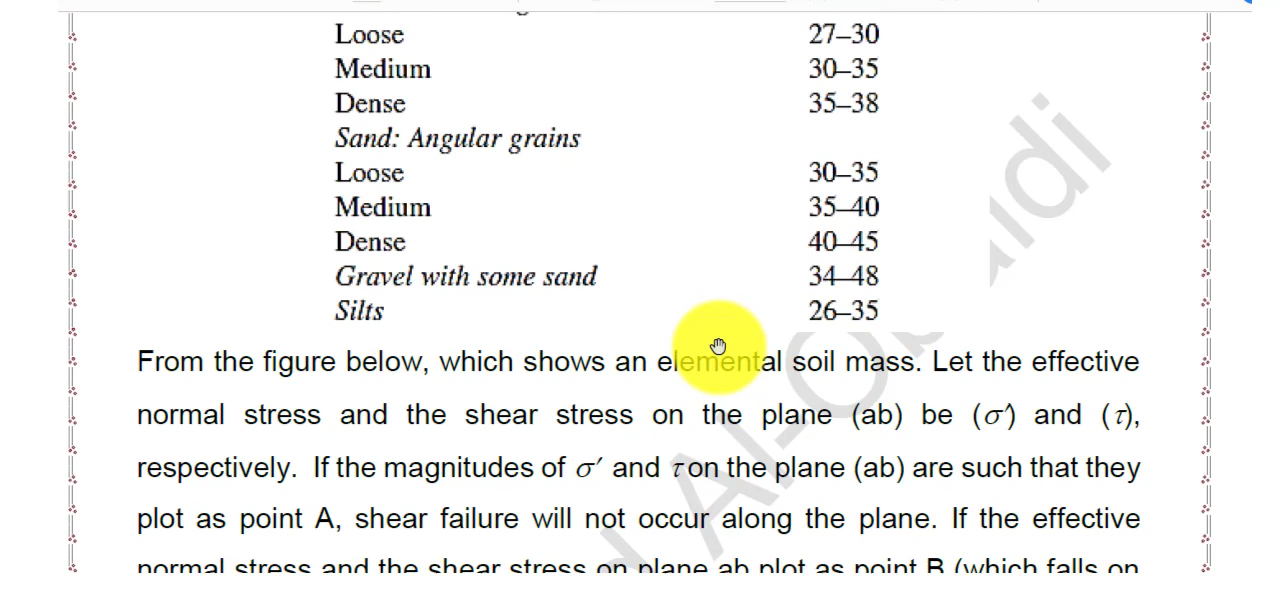 Loose 27–30
Medium 30–35
Dense 35–38
Sand: Angular grains
Loose 30–35
Medium 35–40
Dense 40–45
Gravel with some sand 34–48
Silts 26–35
From the figure below, which shows an elemental soil mass. Let the effective
normal stress and the shear stress on the plane (ab) be (σ′) and (τ),
respectively. If the magnitudes of σ′ and τ on the plane (ab) are such that they
plot as point A, shear failure will not occur along the plane. If the effective
normal stress and the shear stress on plane ab plot as point B (which falls on